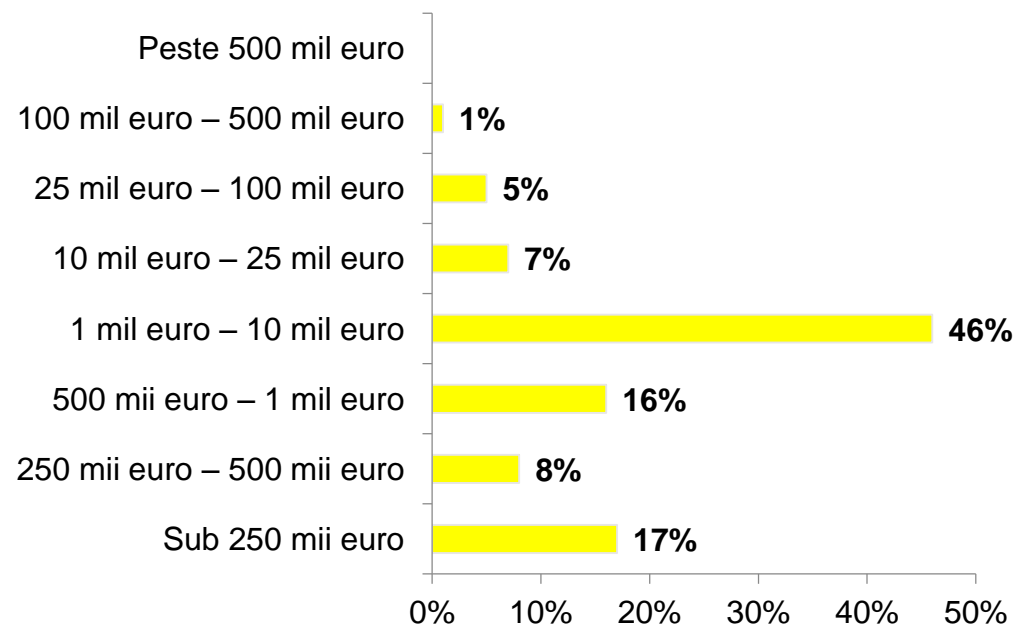 Peste 500 mil euro
100 mil euro – 500 mil euro 1%
25 mil euro – 100 mil euro 5%
10 mil euro – 25 mil euro 7%
1 mil euro – 10 mil euro 46%
500 mii euro – 1 mil euro 16%
250 mii euro – 500 mii euro 8%
Sub 250 mii euro 17%
0% 10% 20% 30% 40% 50%